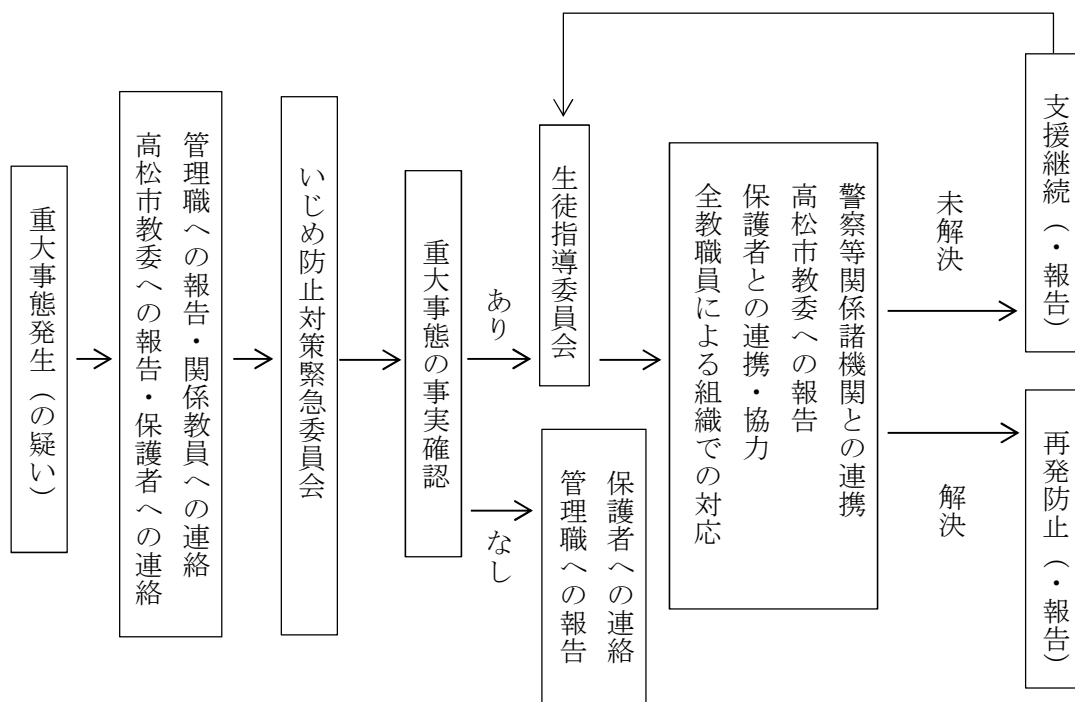 重大事態発生（の疑い）
管理職への報告・関係教員への連絡
高松市教委への報告・保護者への連絡
いじめ防止対策緊急委員会
重大事態の事実確認
あり
なし
生徒指導委員会
保護者への連絡
管理職への報告
警察等関係諸機関との連携
高松市教委への報告
保護者との連携・協力
全教職員による組織での対応
未解決
解決
支援継続（・報告）
再発防止（・報告）